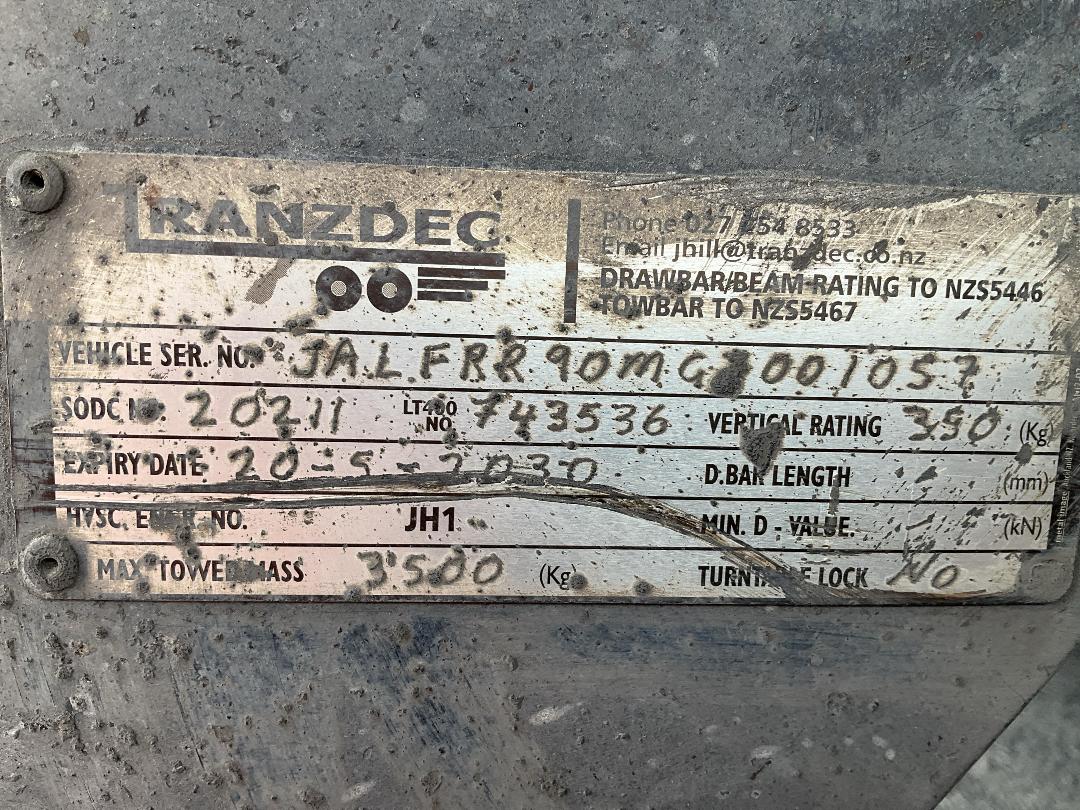 TRANZDEC
Phone 027 254 8533
Email jhill@tranzdec.co.nz
DRAWBAR/BEAM RATING TO NZS5446
TOWBAR TO NZS5467
VEHICLE SER. NO.
SODC NO. 20211 LT400 NO 743536 VERTICAL RATING 350 (Kg)
EXPIRY DATE 20-5-2030 D.BAR LENGTH (mm)
HVSC. ENGR. NO. JH1 MIN. D - VALUE. (kN)
MAX TOWED MASS 3500 (Kg) TURNTABLE LOCK NO